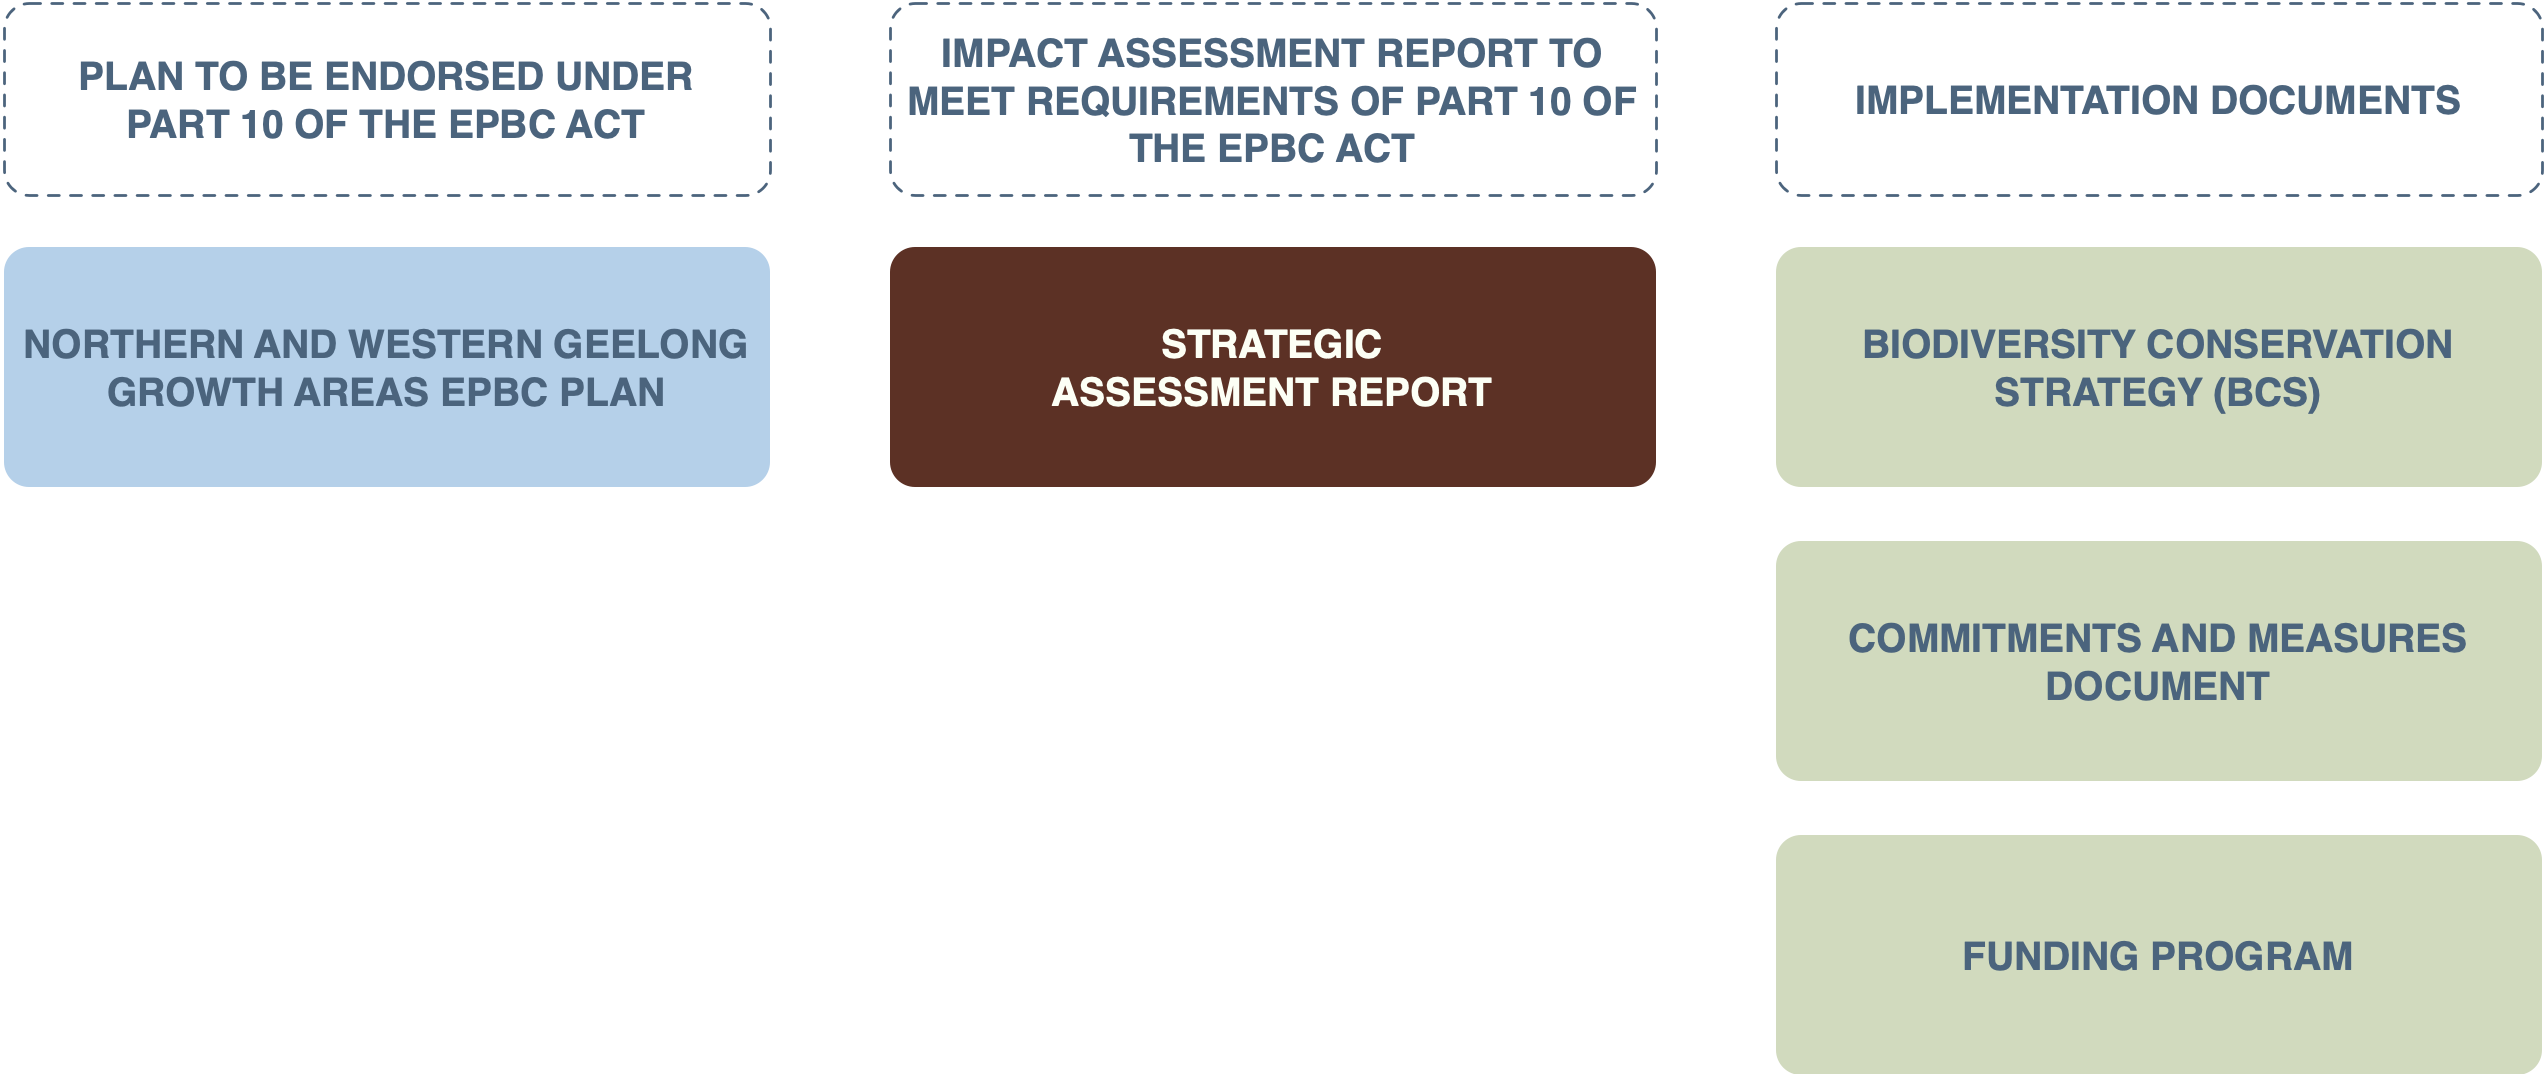 PLAN TO BE ENDORSED UNDER
PART 10 OF THE EPBC ACT
IMPACT ASSESSMENT REPORT TO
MEET REQUIREMENTS OF PART 10 OF
THE EPBC ACT
IMPLEMENTATION DOCUMENTS
NORTHERN AND WESTERN GEELONG
GROWTH AREAS EPBC PLAN
STRATEGIC
ASSESSMENT REPORT
BIODIVERSITY CONSERVATION
STRATEGY (BCS)
COMMITMENTS AND MEASURES
DOCUMENT
FUNDING PROGRAM